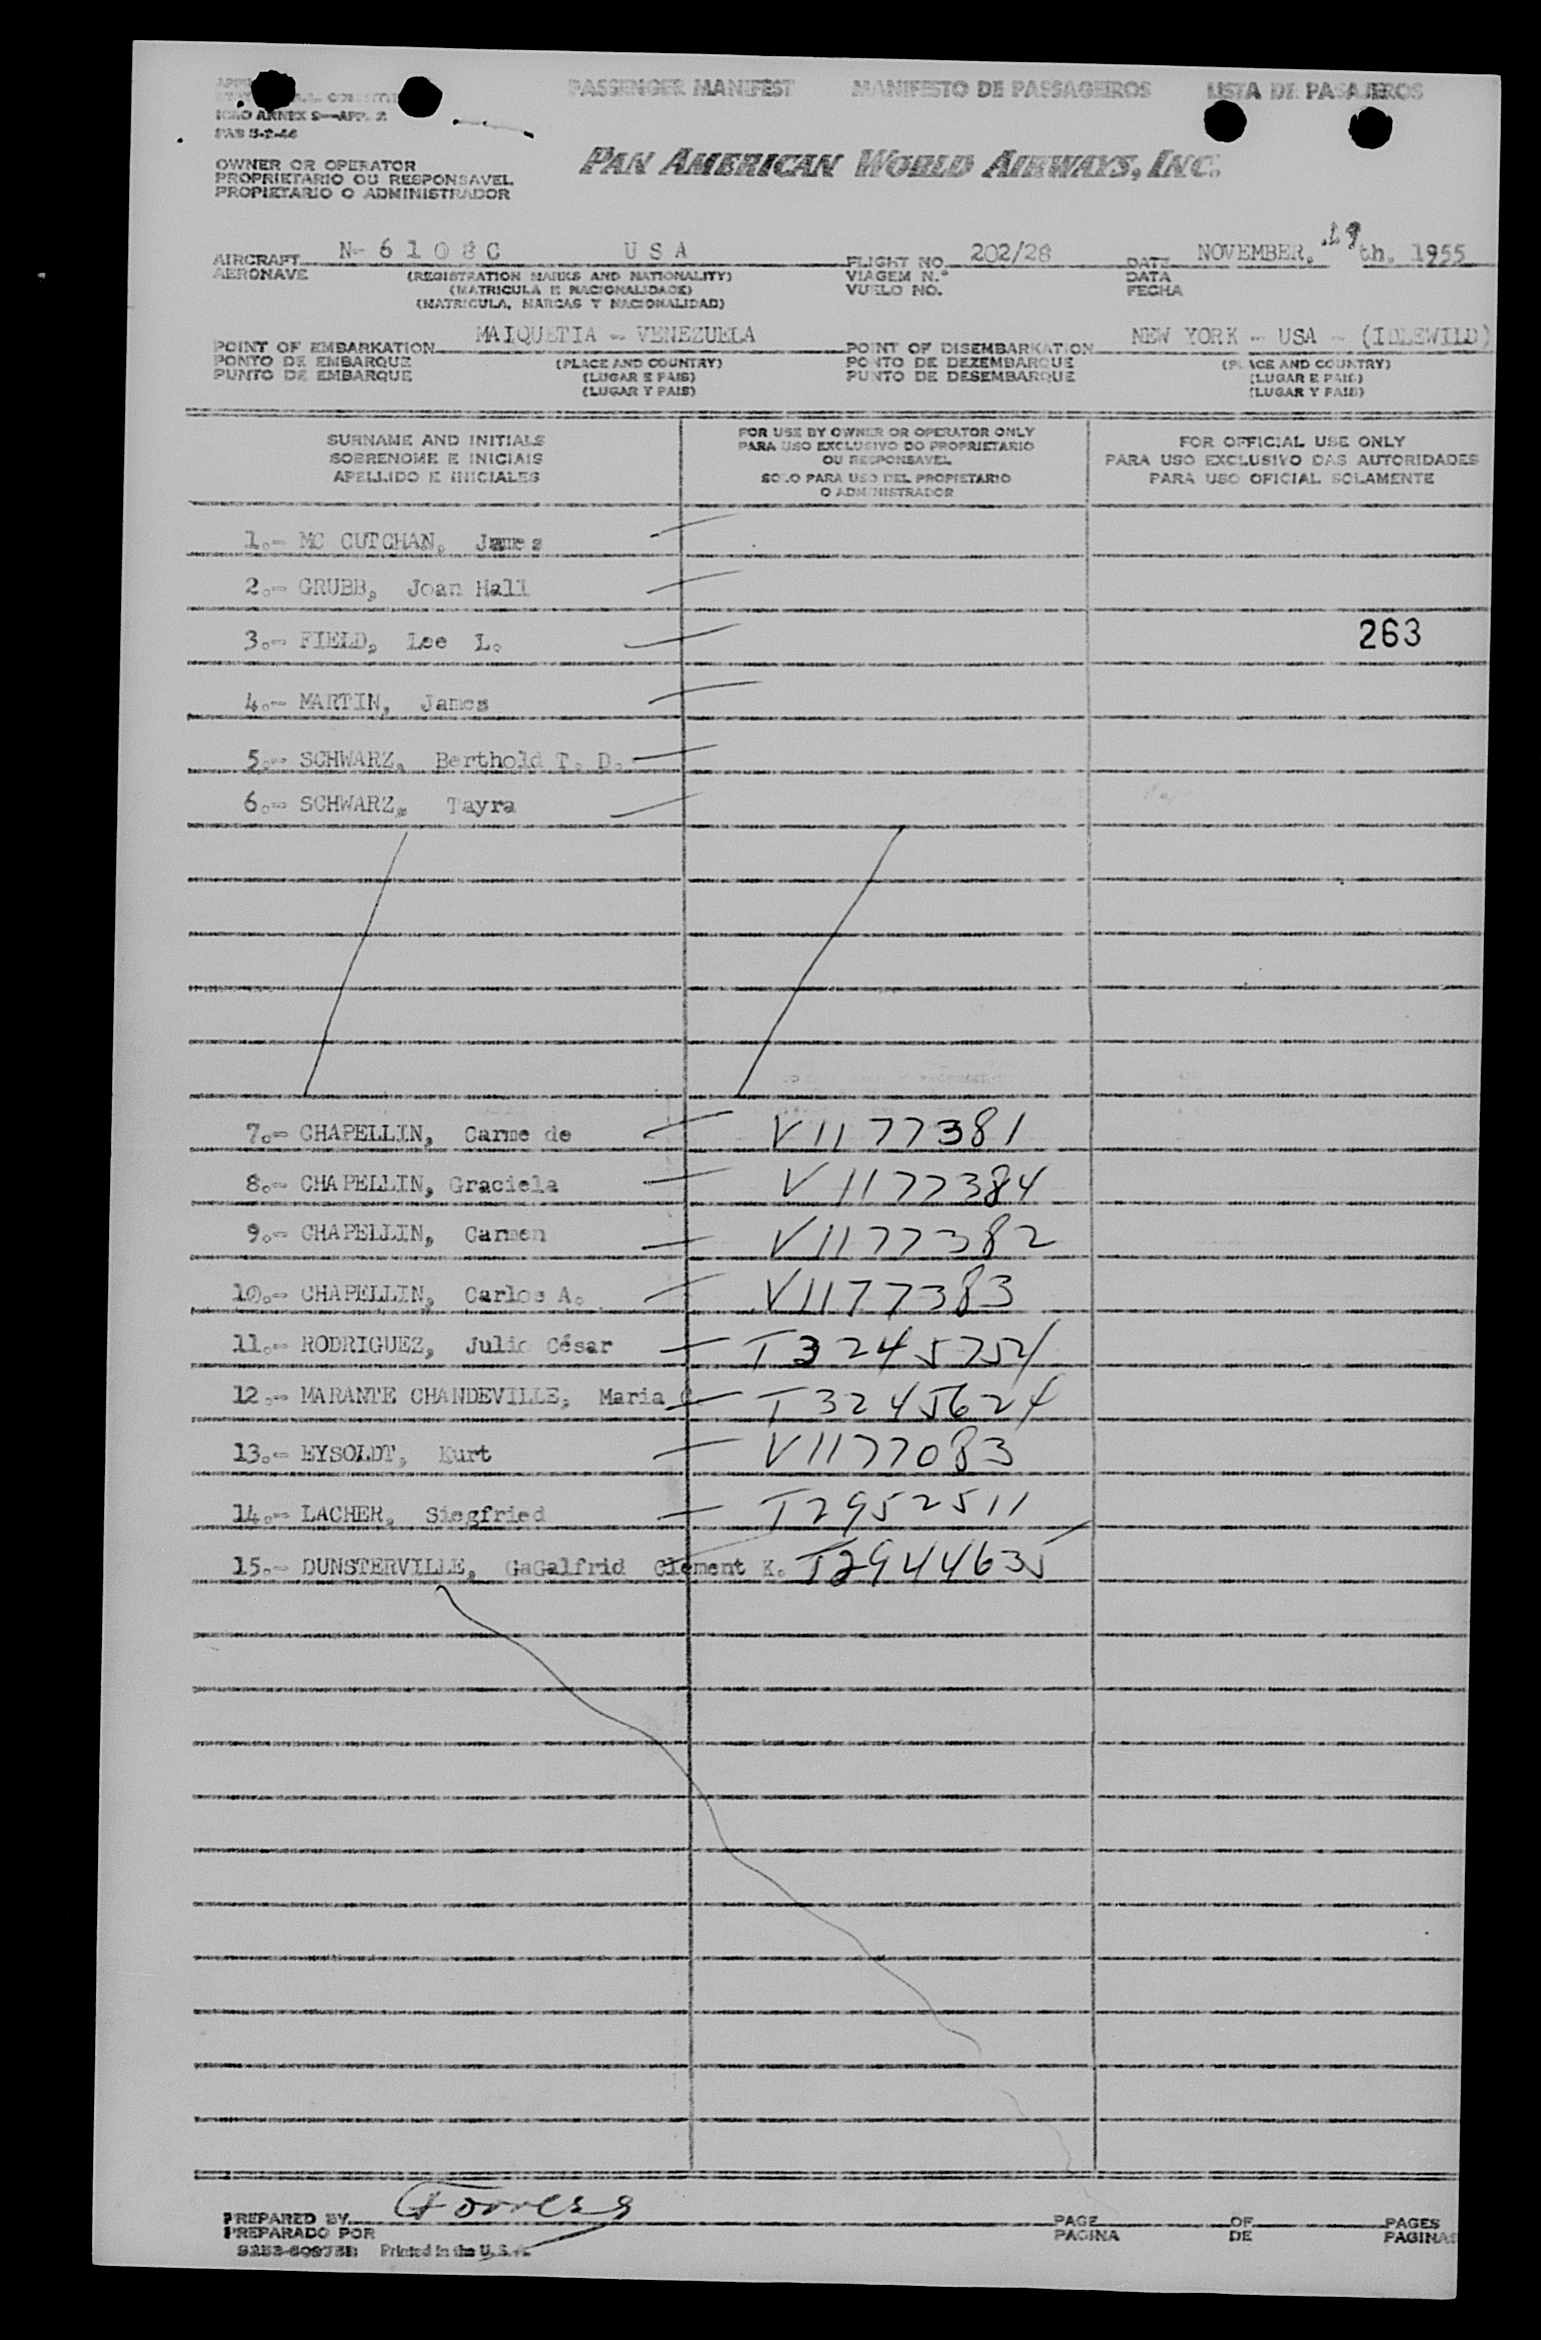 PASSENGER MANIFEST MANIFESTO DE PASSAGEIROS LISTA DE PASAJEROS
ICAO ANNEX 9—APP. 2
OWNER OR OPERATOR
PROPRIETARIO OU RESPONSAVEL
PROPIETARIO O ADMINISTRADOR
PAN AMERICAN WORLD AIRWAYS, INC.
AIRCRAFT N- 6 1 0 8 C U S A FLIGHT NO. 202/28 DATE NOVEMBER, 19th. 1955
AERONAVE (REGISTRATION MARKS AND NATIONALITY) VIAGEM N.° DATA
(MATRICULA E NACIONALIDADE) VUELO NO. FECHA
(MATRICULA, MARCAS Y NACIONALIDAD)
POINT OF EMBARKATION MAIQUETIA - VENEZUELA POINT OF DISEMBARKATION NEW YORK - USA - (IDLEWILD)
PONTO DE EMBARQUE (PLACE AND COUNTRY) PONTO DE DEZEMBARQUE (PLACE AND COUNTRY)
PUNTO DE EMBARQUE (LUGAR E PAIS) PUNTO DE DESEMBARQUE (LUGAR E PAIS)
(LUGAR Y PAIS) (LUGAR Y PAIS)
SURNAME AND INITIALS
SOBRENOME E INICIAIS
APELLIDO E INICIALES
FOR USE BY OWNER OR OPERATOR ONLY
PARA USO EXCLUSIVO DO PROPRIETARIO
OU RESPONSAVEL
SOLO PARA USO DEL PROPIETARIO
O ADMINISTRADOR
FOR OFFICIAL USE ONLY
PARA USO EXCLUSIVO DAS AUTORIDADES
PARA USO OFICIAL SOLAMENTE
1.- MC CUTCHAN, James
2.- GRUBB, Joan Hall
3.- FIELD, Lee L. 263
4.- MARTIN, James
5.- SCHWARZ, Berthold T. D.
6.- SCHWARZ, Tayra
7.- CHAPELLIN, Carme de V1177381
8.- CHAPELLIN, Graciela V1177384
9.- CHAPELLIN, Carmen V1177382
10.- CHAPELLIN, Carlos A. V1177383
11.- RODRIGUEZ, Julio César T3245754
12.- MARANTE CHANDEVILLE, Maria C. T3245624
13.- EYSOLDT, Kurt V1177083
14.- LACHER, Siegfried T2952511
15.- DUNSTERVILLE, GaGalfrid Clement K. T2944635
PREPARED BY PAGE OF PAGES
PREPARADO POR PAGINA DE PAGINAS
Printed in the U.S.A.